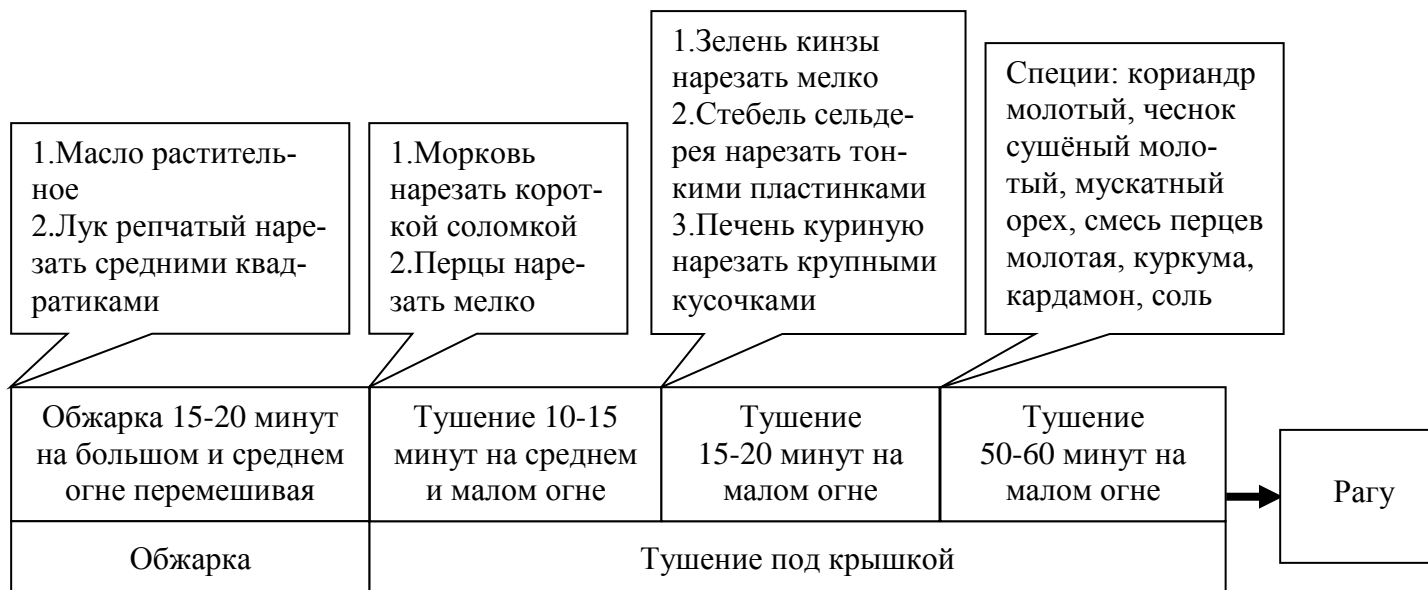 1.Масло раститель-
ное
2.Лук репчатый наре-
зать средними квад-
ратиками
1.Морковь
нарезать корот-
кой соломкой
2.Перцы наре-
зать мелко
1.Зелень кинзы
нарезать мелко
2.Стебель сельде-
рея нарезать тон-
кими пластинками
3.Печень куриную
нарезать крупными
кусочками
Специи: кориандр
молотый, чеснок
сушёный моло-
тый, мускатный
орех, смесь перцев
молотая, куркума,
кардамон, соль
Обжарка 15-20 минут
на большом и среднем
огне перемешивая
Тушение 10-15
минут на среднем
и малом огне
Тушение
15-20 минут на
малом огне
Тушение
50-60 минут на
малом огне
Рагу
Обжарка
Тушение под крышкой